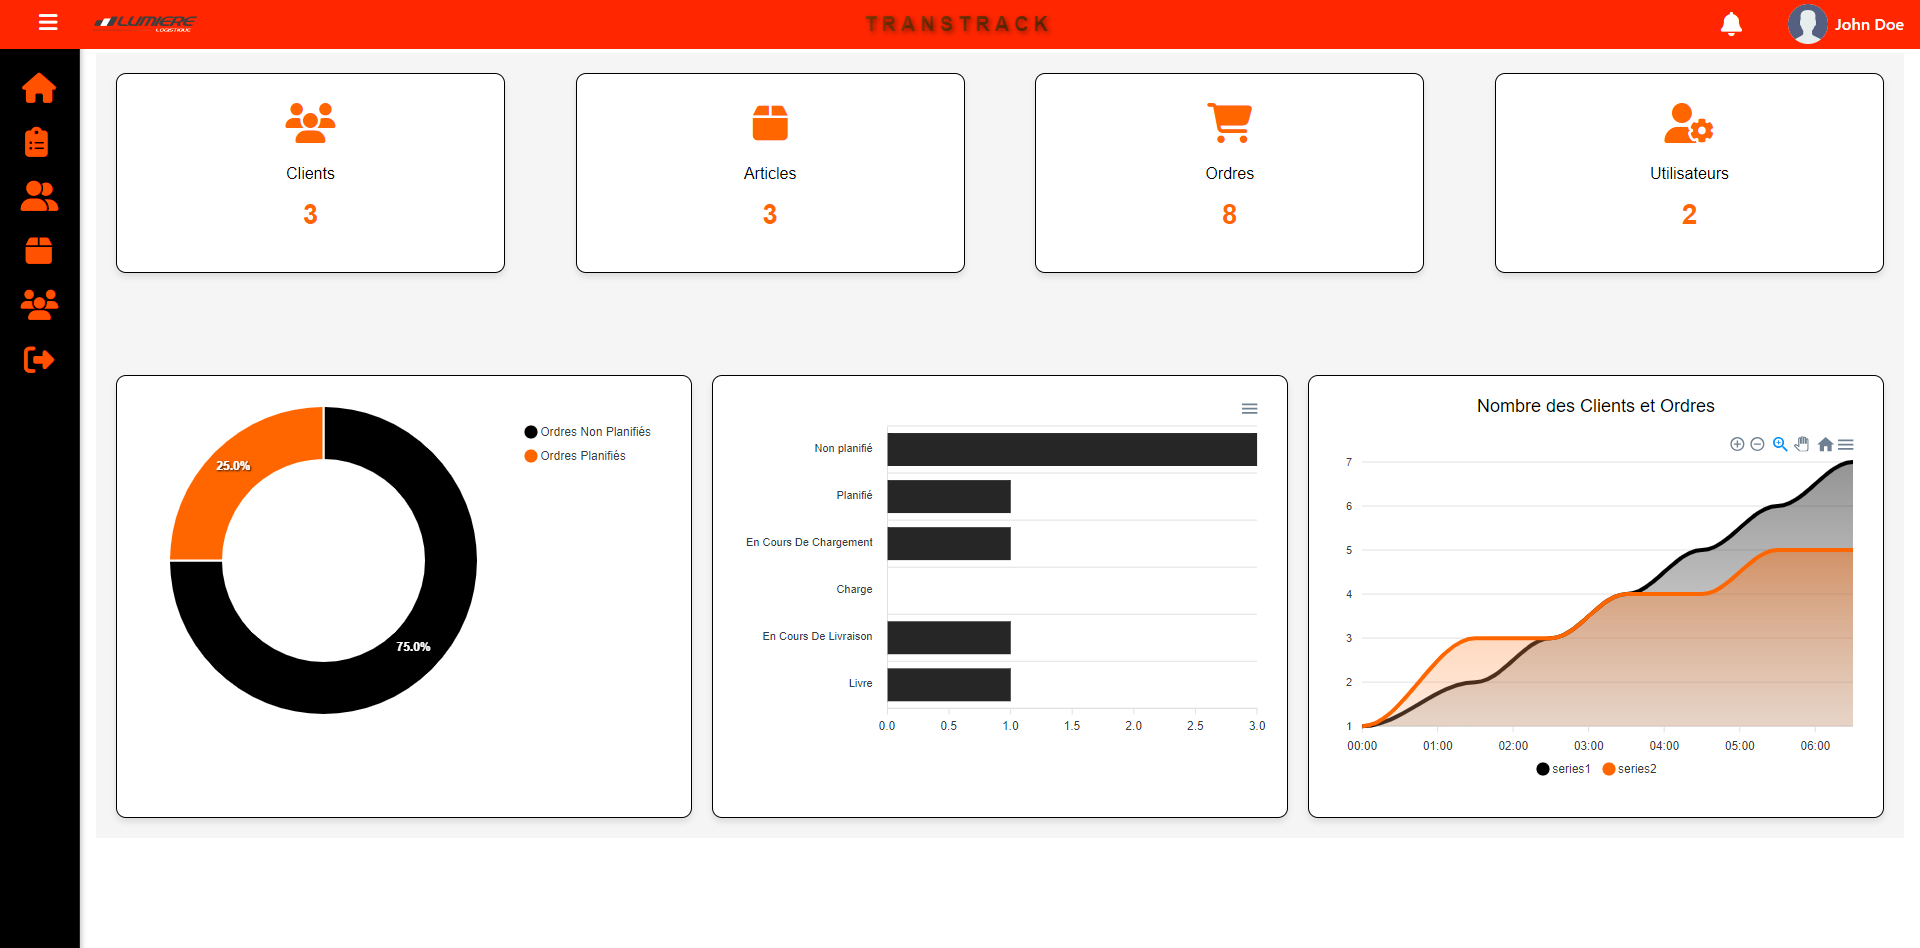 LUMIERE
LOGISTIQUE
TRANSTRACK
John Doe
Clients
3
Articles
3
Ordres
8
Utilisateurs
2
25.0%
75.0%
Ordres Non Planifiés
Ordres Planifiés
Non planifié
Planifié
En Cours De Chargement
Charge
En Cours De Livraison
Livre
0.0 0.5 1.0 1.5 2.0 2.5 3.0
Nombre des Clients et Ordres
7
6
5
4
3
2
1
00:00 01:00 02:00 03:00 04:00 05:00 06:00
series1 series2